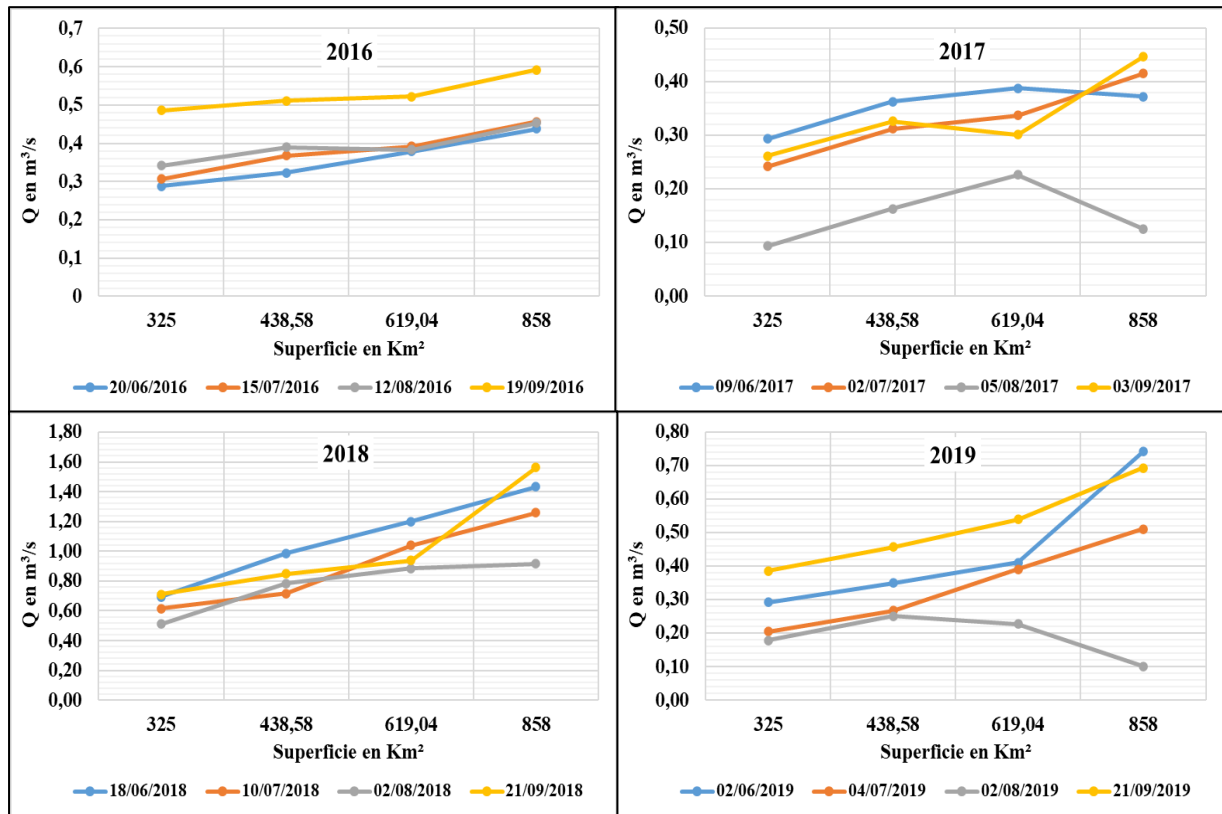 2016
0,7
0,6
0,5
0,4
0,3
0,2
0,1
0
Q en m³/s
325 438,58 619,04 858
Superficie en Km²
20/06/2016 15/07/2016 12/08/2016 19/09/2016
2017
0,50
0,40
0,30
0,20
0,10
0,00
Q en m³/s
325 438,58 619,04 858
Superficie en Km²
09/06/2017 02/07/2017 05/08/2017 03/09/2017
2018
1,80
1,60
1,40
1,20
1,00
0,80
0,60
0,40
0,20
0,00
Q en m³/s
325 438,58 619,04 858
Superficie en Km²
18/06/2018 10/07/2018 02/08/2018 21/09/2018
2019
0,80
0,70
0,60
0,50
0,40
0,30
0,20
0,10
0,00
Q en m³/s
325 438,58 619,04 858
Superficie en Km²
02/06/2019 04/07/2019 02/08/2019 21/09/2019